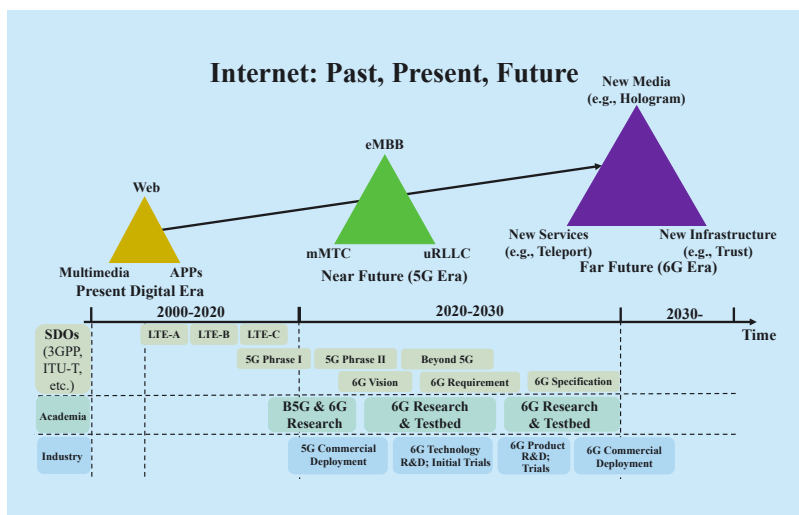 Internet: Past, Present, Future
New Media
(e.g., Hologram)
eMBB
Web
New Services
(e.g., Teleport)
New Infrastructure
(e.g., Trust)
mMTC
uRLLC
Multimedia
APPs
Far Future (6G Era)
Near Future (5G Era)
Present Digital Era
2000-2020
2020-2030
2030-
Time
SDOs
(3GPP,
ITU-T,
etc.)
LTE-A
LTE-B
LTE-C
5G Phrase I
5G Phrase II
Beyond 5G
6G Vision
6G Requirement
6G Specification
Academia
B5G & 6G
Research
6G Research
& Testbed
6G Research
& Testbed
Industry
5G Commercial
Deployment
6G Technology
R&D; Initial Trials
6G Product
R&D;
Trials
6G Commercial
Deployment